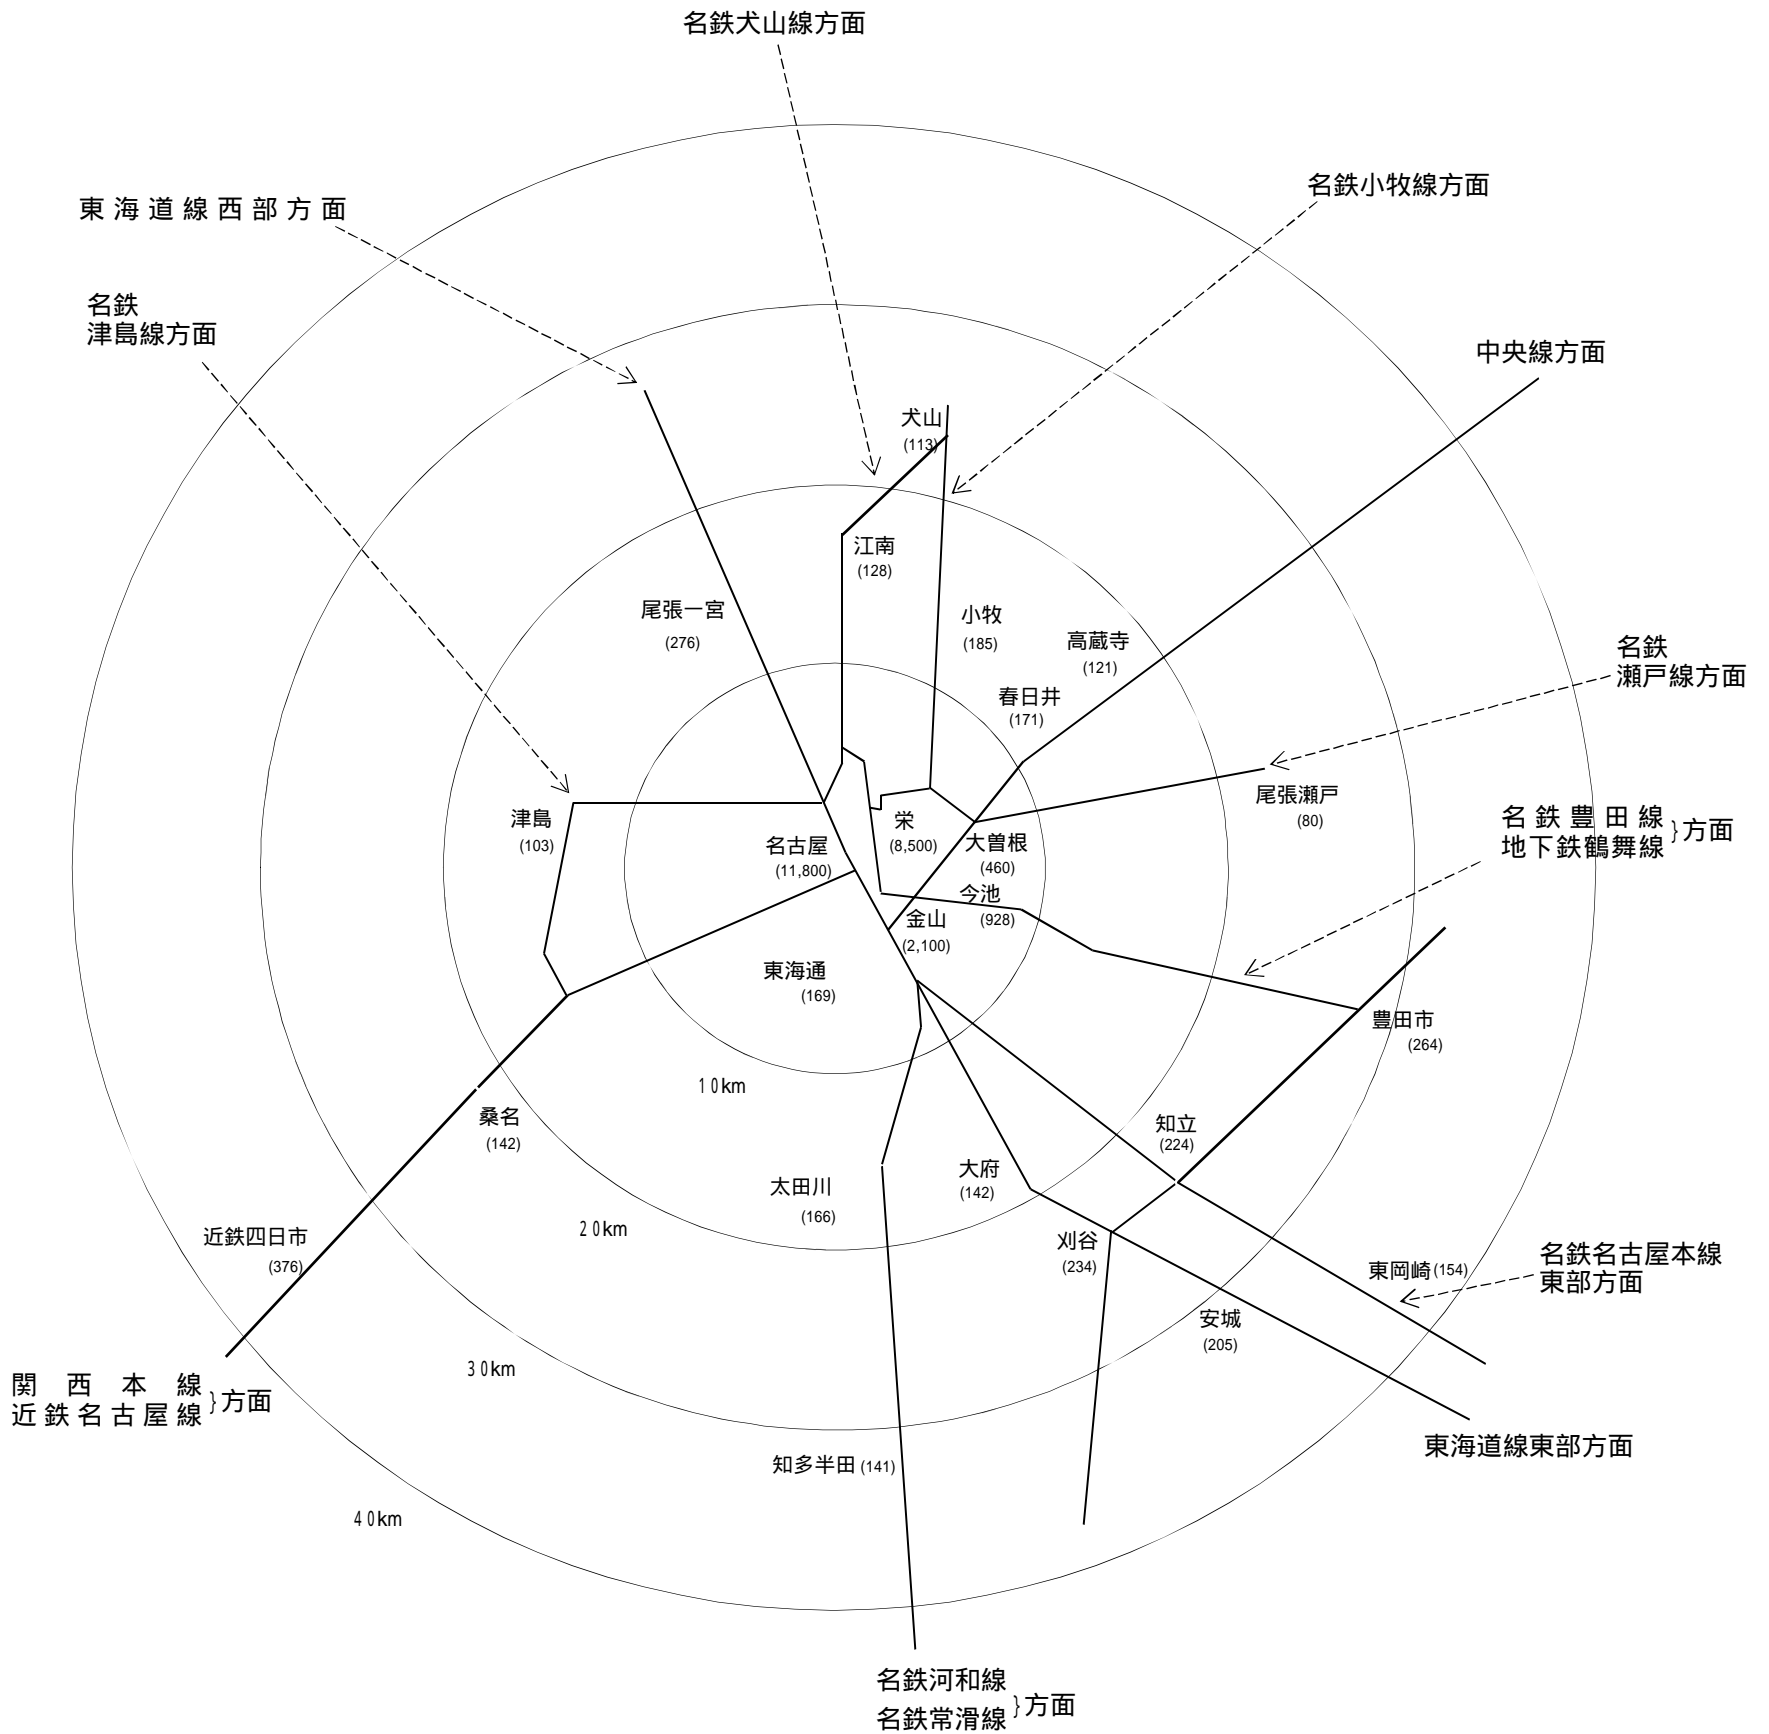 名鉄犬山線方面
名鉄小牧線方面
東海道線西部方面
名鉄
津島線方面
中央線方面
犬山
(113)
江南
(128)
尾張一宮
(276)
小牧
(185)
高蔵寺
(121)
名鉄
瀬戸線方面
春日井
(171)
尾張瀬戸
(80)
津島
(103)
名古屋
(11,800)
栄
(8,500)
大曽根
(460)
名鉄豊田線
地下鉄鶴舞線
}方面
今池
(928)
金山
(2,100)
東海通
(169)
豊田市
(264)
10km
桑名
(142)
知立
(224)
太田川
(166)
大府
(142)
20km
近鉄四日市
(376)
刈谷
(234)
東岡崎(154)
名鉄名古屋本線
東部方面
安城
(205)
30km
関西本線
近鉄名古屋線
}方面
東海道線東部方面
知多半田(141)
40km
名鉄河和線
名鉄常滑線
}方面